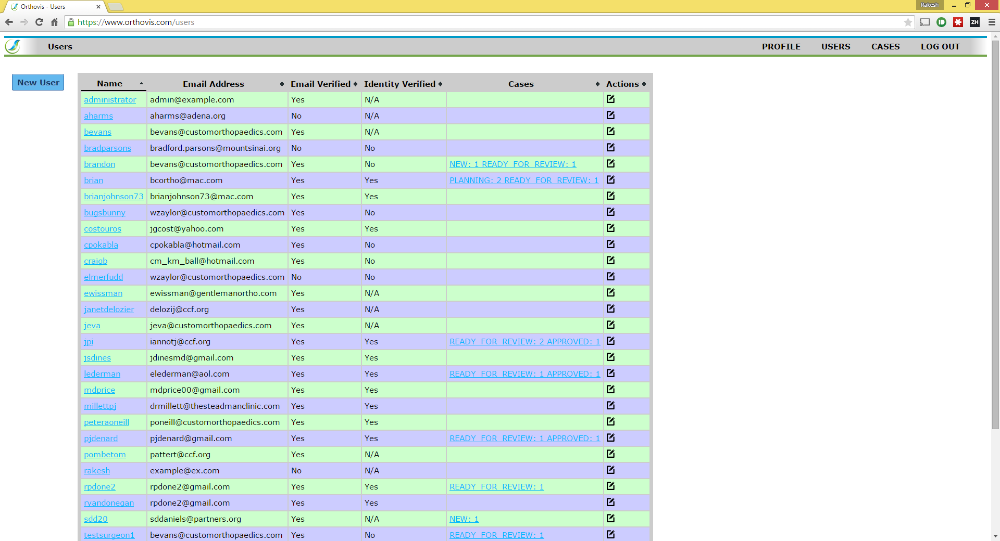 Orthovis - Users
Rakesh
https://www.orthovis.com/users
ZH
Users PROFILE USERS CASES LOG OUT
New User
Name Email Address Email Verified Identity Verified Cases Actions
administrator admin@example.com Yes N/A
aharms aharms@adena.org No N/A
bevans bevans@customorthopaedics.com Yes N/A
bradparsons bradford.parsons@mountsinai.org No No
brandon bevans@customorthopaedics.com Yes No NEW: 1 READY_FOR_REVIEW: 1
brian bcortho@mac.com Yes Yes PLANNING: 2 READY_FOR_REVIEW: 1
brianjohnson73 brianjohnson73@mac.com Yes Yes
bugsbunny wzaylor@customorthopaedics.com Yes No
costouros jgcost@yahoo.com Yes Yes
cpokabla cpokabla@hotmail.com Yes No
craigb cm_km_ball@hotmail.com Yes No
elmerfudd wzaylor@customorthopaedics.com No No
ewissman ewissman@gentlemanortho.com Yes N/A
janetdelozier delozij@ccf.org Yes N/A
jeva jeva@customorthopaedics.com Yes N/A
jpi iannotj@ccf.org Yes Yes READY_FOR_REVIEW: 2 APPROVED: 1
jsdines jdinesmd@gmail.com Yes Yes
lederman elederman@aol.com Yes Yes READY_FOR_REVIEW: 1 APPROVED: 1
mdprice mdprice00@gmail.com Yes Yes
millettpj drmillett@thesteadmanclinic.com Yes Yes
peteraoneill poneill@customorthopaedics.com Yes Yes
pjdenard pjdenard@gmail.com Yes Yes READY_FOR_REVIEW: 1 APPROVED: 1
pombetom pattert@ccf.org Yes N/A
rakesh example@ex.com No N/A
rpdone2 rpdone2@gmail.com Yes Yes READY_FOR_REVIEW: 1
ryandonegan rpdone2@gmail.com Yes Yes
sdd20 sddaniels@partners.org Yes N/A NEW: 1
testsurgeon1 bevans@customorthopaedics.com Yes No READY_FOR_REVIEW: 1